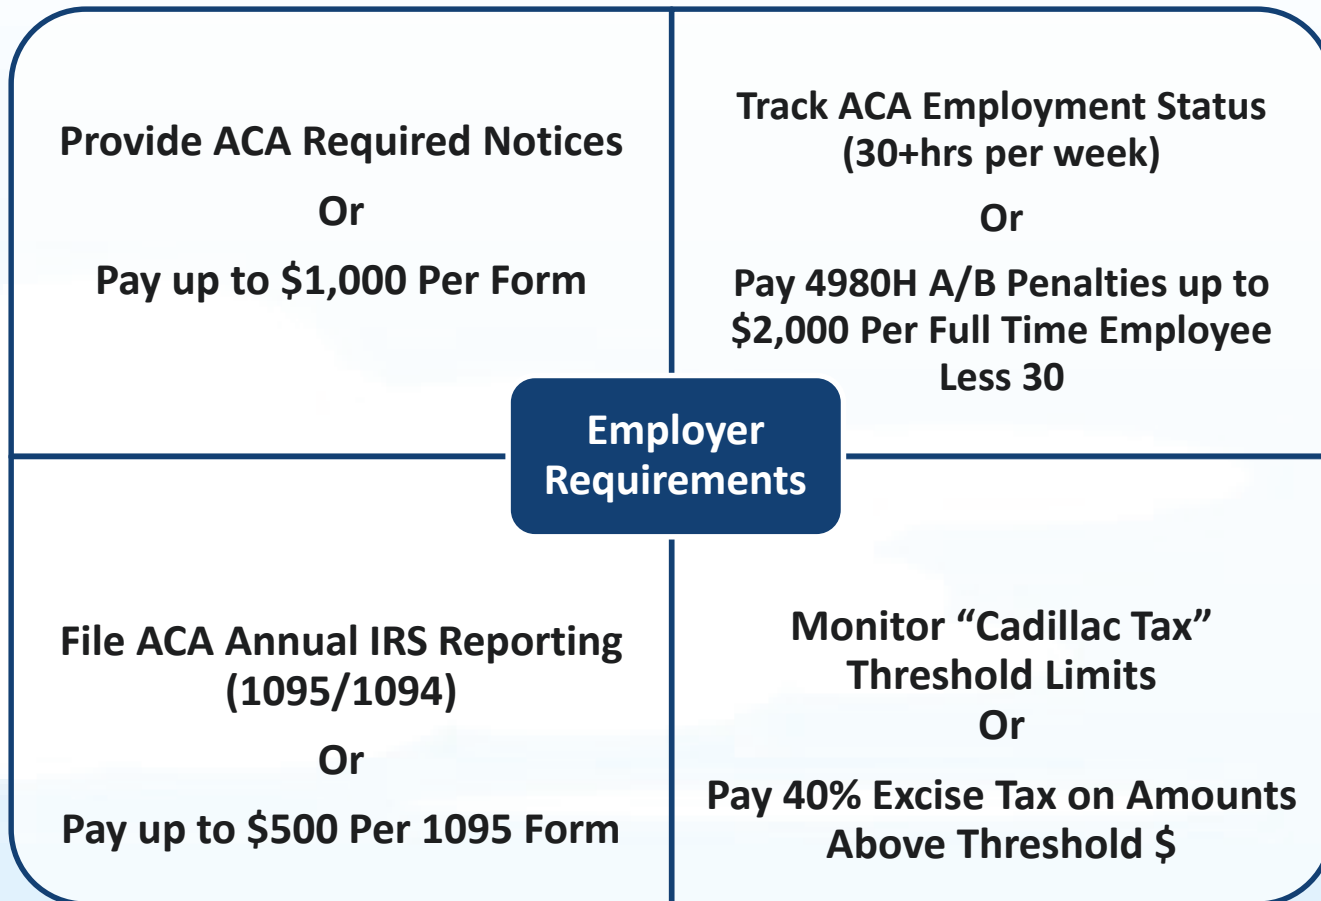 Provide ACA Required Notices
Or
Pay up to $1,000 Per Form
Track ACA Employment Status
(30+hrs per week)
Or
Pay 4980H A/B Penalties up to
$2,000 Per Full Time Employee
Less 30
Employer
Requirements
File ACA Annual IRS Reporting
(1095/1094)
Or
Pay up to $500 Per 1095 Form
Monitor “Cadillac Tax”
Threshold Limits
Or
Pay 40% Excise Tax on Amounts
Above Threshold $